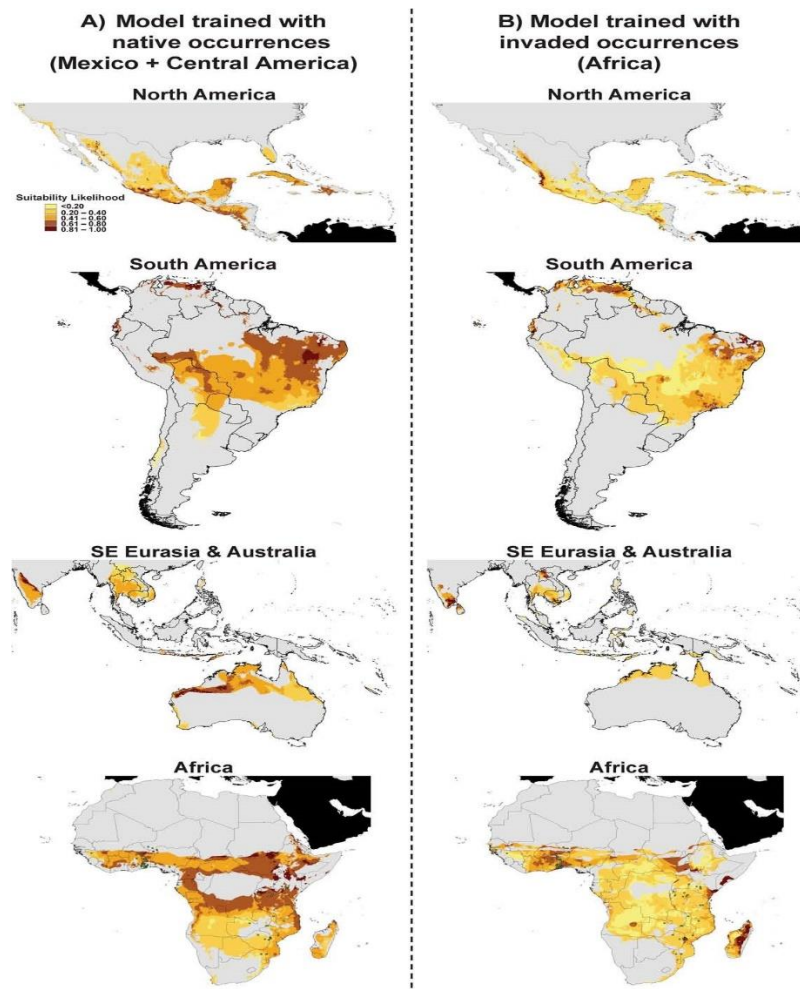 A) Model trained with
native occurrences
(Mexico + Central America)
North America
Suitability Likelihood
<0.20
0.20 – 0.40
0.41 – 0.60
0.61 – 0.80
0.81 – 1.00
South America
SE Eurasia & Australia
Africa
B) Model trained with
invaded occurrences
(Africa)
North America
South America
SE Eurasia & Australia
Africa